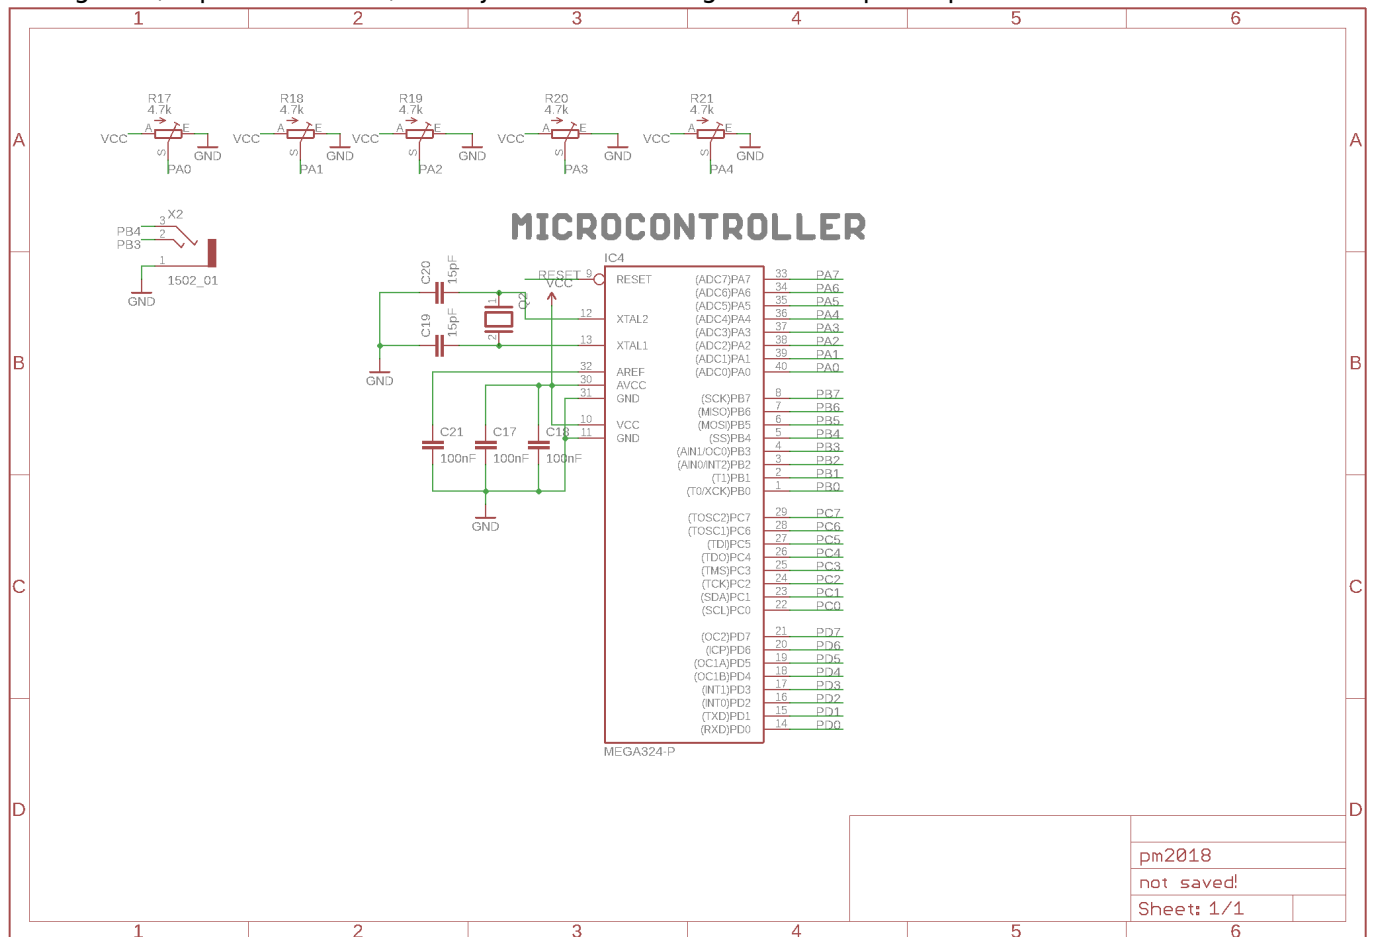 1 2 3 4 5 6
A A
R17 R18 R19 R20 R21
4.7k 4.7k 4.7k 4.7k 4.7k
VCC A E VCC A E VCC A E VCC A E VCC A E
S GND S GND S GND S GND S GND
PA0 PA1 PA2 PA3 PA4
X2
PB4 3
PB3 2
1
1502_01
GND
MICROCONTROLLER
IC4
RESET 9 RESET
VCC
C20 15pF
Q2
1
2
C19 15pF
GND
12 XTAL2
13 XTAL1
32 AREF
30 AVCC
31 GND
10 VCC
11 GND
C21 C17 C18
100nF 100nF 100nF
GND
(ADC7)PA7 33 PA7
(ADC6)PA6 34 PA6
(ADC5)PA5 35 PA5
(ADC4)PA4 36 PA4
(ADC3)PA3 37 PA3
(ADC2)PA2 38 PA2
(ADC1)PA1 39 PA1
(ADC0)PA0 40 PA0
(SCK)PB7 8 PB7
(MISO)PB6 7 PB6
(MOSI)PB5 6 PB5
(SS)PB4 5 PB4
(AIN1/OC0)PB3 4 PB3
(AIN0/INT2)PB2 3 PB2
(T1)PB1 2 PB1
(T0/XCK)PB0 1 PB0
(TOSC2)PC7 29 PC7
(TOSC1)PC6 28 PC6
(TDI)PC5 27 PC5
(TDO)PC4 26 PC4
(TMS)PC3 25 PC3
(TCK)PC2 24 PC2
(SDA)PC1 23 PC1
(SCL)PC0 22 PC0
(OC2)PD7 21 PD7
(ICP)PD6 20 PD6
(OC1A)PD5 19 PD5
(OC1B)PD4 18 PD4
(INT1)PD3 17 PD3
(INT0)PD2 16 PD2
(TXD)PD1 15 PD1
(RXD)PD0 14 PD0
MEGA324-P
B B
C C
D D
pm2018
not saved!
Sheet: 1/1
1 2 3 4 5 6